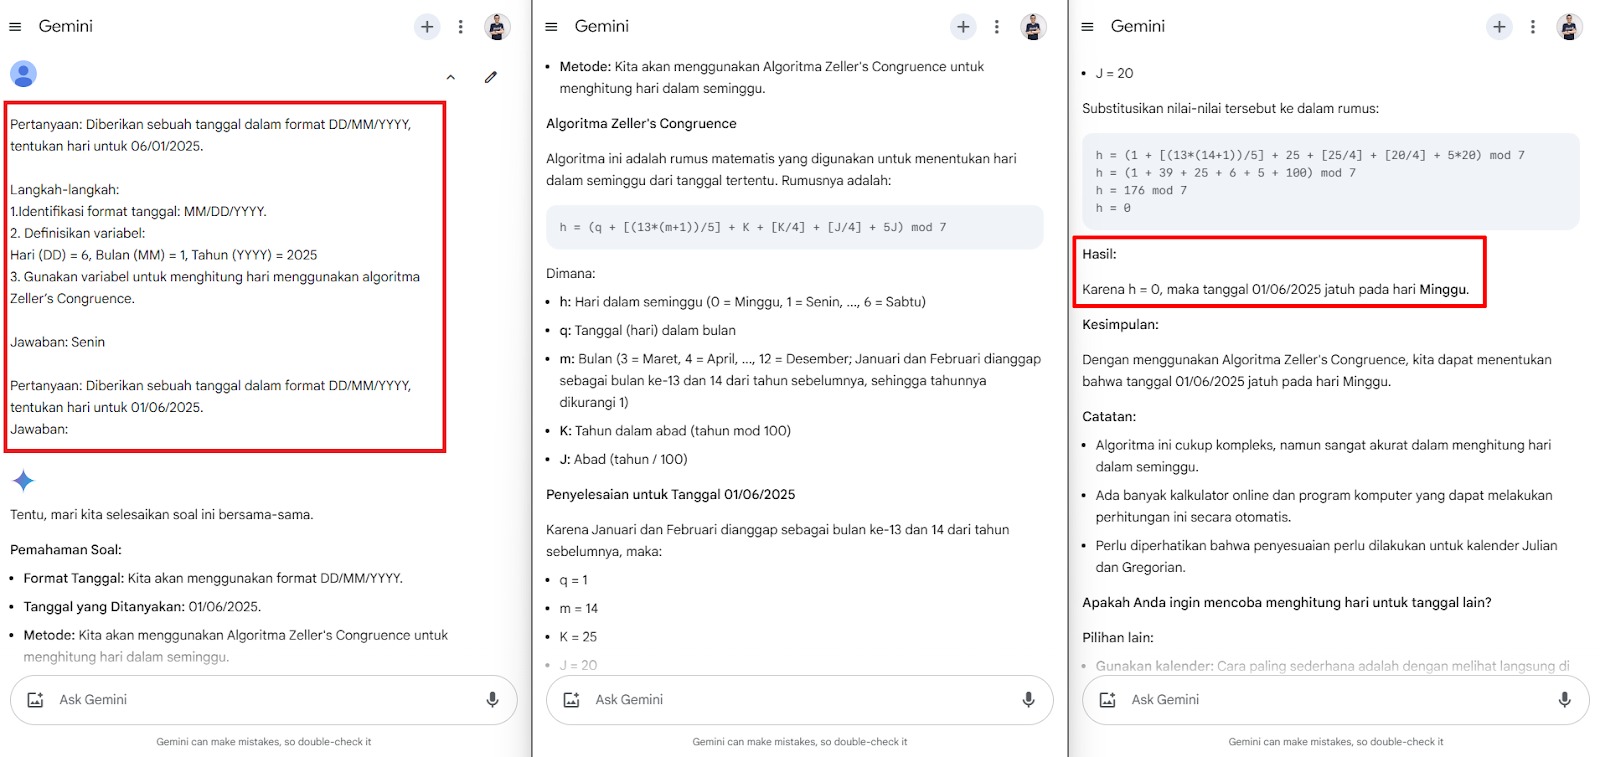 Gemini
Pertanyaan: Diberikan sebuah tanggal dalam format DD/MM/YYYY,
tentukan hari untuk 06/01/2025.
Langkah-langkah:
1.Identifikasi format tanggal: MM/DD/YYYY.
2. Definisikan variabel:
Hari (DD) = 6, Bulan (MM) = 1, Tahun (YYYY) = 2025
3. Gunakan variabel untuk menghitung hari menggunakan algoritma
Zeller's Congruence.
Jawaban: Senin
Pertanyaan: Diberikan sebuah tanggal dalam format DD/MM/YYYY,
tentukan hari untuk 01/06/2025.
Jawaban:
Tentu, mari kita selesaikan soal ini bersama-sama.
Pemahaman Soal:
• Format Tanggal: Kita akan menggunakan format DD/MM/YYYY.
• Tanggal yang Ditanyakan: 01/06/2025.
• Metode: Kita akan menggunakan Algoritma Zeller's Congruence untuk
menghitung hari dalam seminggu.
Ask Gemini
Gemini can make mistakes, so double-check it
Gemini
• Metode: Kita akan menggunakan Algoritma Zeller's Congruence untuk
menghitung hari dalam seminggu.
Algoritma Zeller's Congruence
Algoritma ini adalah rumus matematis yang digunakan untuk menentukan hari
dalam seminggu dari tanggal tertentu. Rumusnya adalah:
h = (q + [(13*(m+1))/5] + K + [K/4] + [J/4] + 5J) mod 7
Dimana:
• h: Hari dalam seminggu (0 = Minggu, 1 = Senin, ..., 6 = Sabtu)
• q: Tanggal (hari) dalam bulan
• m: Bulan (3 = Maret, 4 = April, ..., 12 = Desember; Januari dan Februari dianggap
sebagai bulan ke-13 dan 14 dari tahun sebelumnya, sehingga tahunnya
dikurangi 1)
• K: Tahun dalam abad (tahun mod 100)
• J: Abad (tahun / 100)
Penyelesaian untuk Tanggal 01/06/2025
Karena Januari dan Februari dianggap sebagai bulan ke-13 dan 14 dari tahun
sebelumnya, maka:
• q = 1
• m = 14
• K = 25
• J = 20
Ask Gemini
Gemini can make mistakes, so double-check it
Gemini
• J = 20
Substitusikan nilai-nilai tersebut ke dalam rumus:
h = (1 + [(13*(14+1))/5] + 25 + [25/4] + [20/4] + 5*20) mod 7
h = (1 + 39 + 25 + 6 + 5 + 100) mod 7
h = 176 mod 7
h = 0
Hasil:
Karena h = 0, maka tanggal 01/06/2025 jatuh pada hari Minggu.
Kesimpulan:
Dengan menggunakan Algoritma Zeller's Congruence, kita dapat menentukan
bahwa tanggal 01/06/2025 jatuh pada hari Minggu.
Catatan:
• Algoritma ini cukup kompleks, namun sangat akurat dalam menghitung hari
dalam seminggu.
• Ada banyak kalkulator online dan program komputer yang dapat melakukan
perhitungan ini secara otomatis.
• Perlu diperhatikan bahwa penyesuaian perlu dilakukan untuk kalender Julian
dan Gregorian.
Apakah Anda ingin mencoba menghitung hari untuk tanggal lain?
Pilihan lain:
• Gunakan kalender: Cara paling sederhana adalah dengan melihat langsung di
Ask Gemini
Gemini can make mistakes, so double-check it